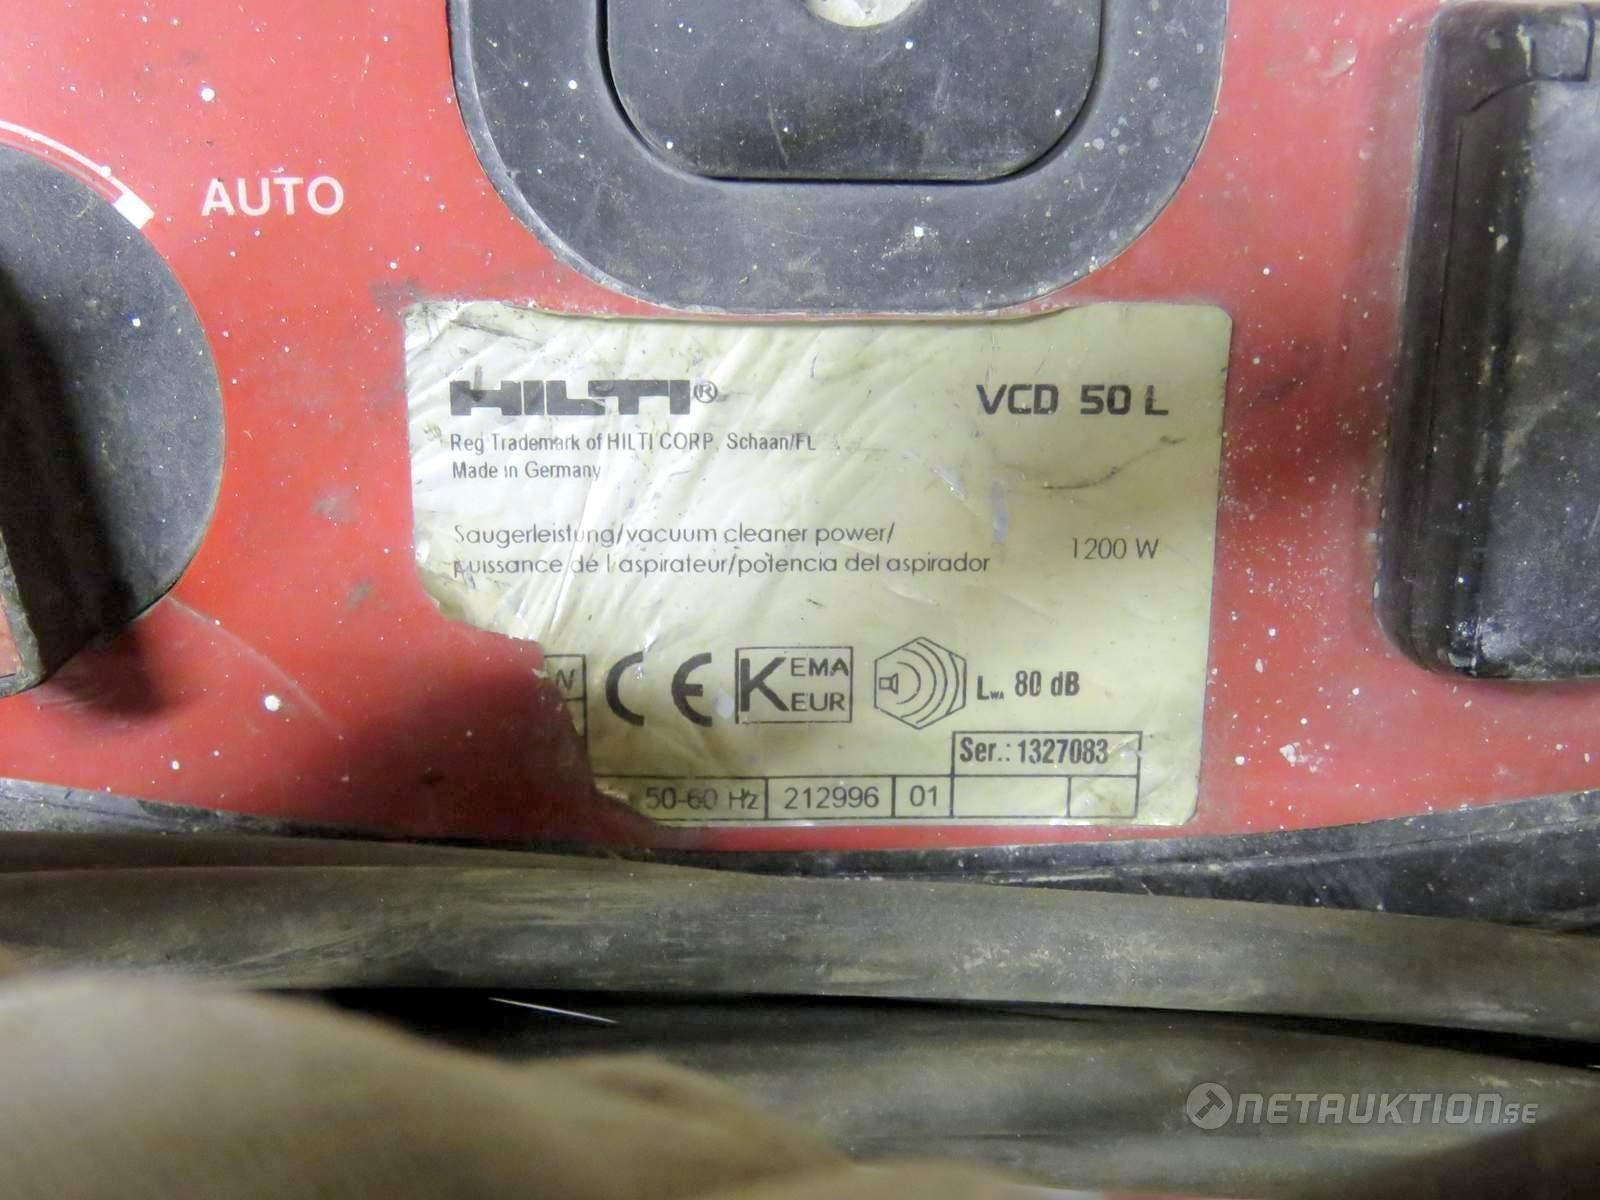 AUTO
HILTI® VCD 50 L
Reg Trademark of HILTI CORP. Schaan/FL
Made in Germany
Saugerleistung/vacuum cleaner power/
puissance de l'aspirateur/potencia del aspirador 1200 W
N CE KEMA KEUR LWA 80 dB
Ser.: 1327083
50-60 Hz 212996 01
NETAUKTION.SE